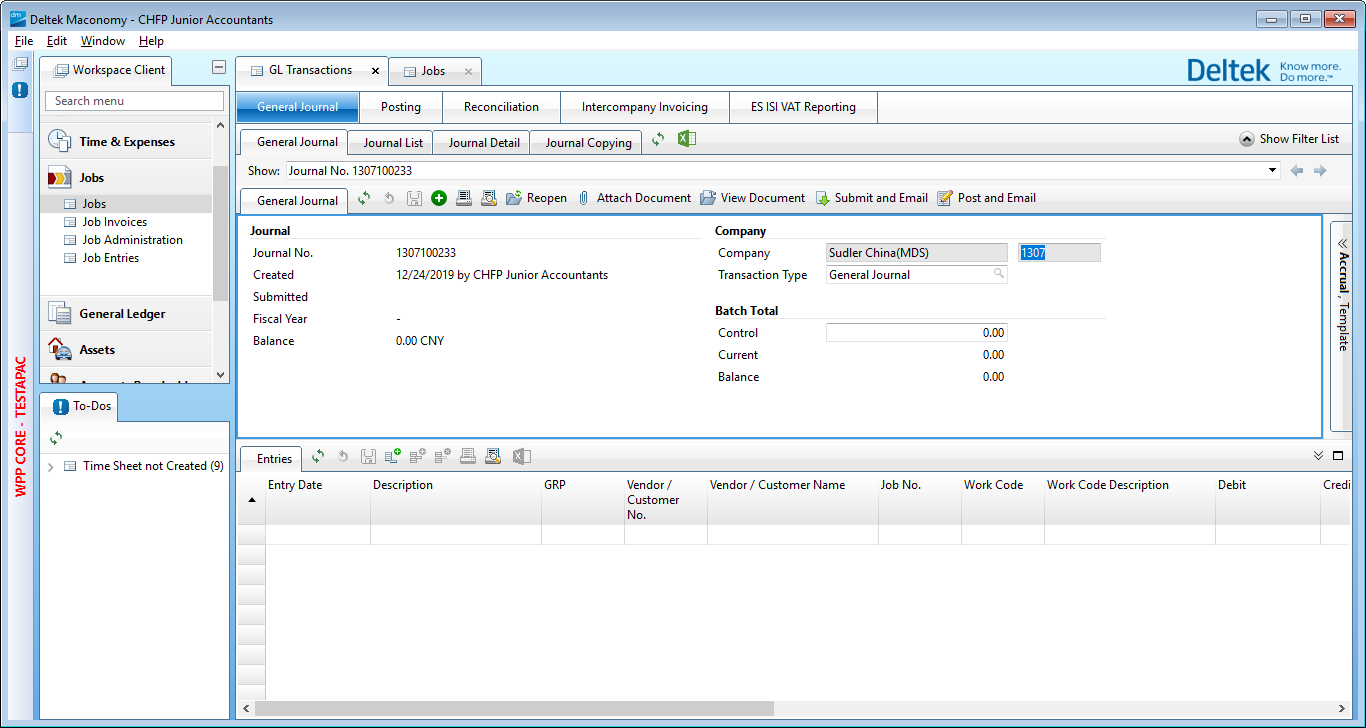 dm
Deltek Maconomy - CHFP Junior Accountants
File Edit Window Help
Workspace Client
Search menu
Time & Expenses
Jobs
Jobs
Job Invoices
Job Administration
Job Entries
General Ledger
Assets
To-Dos
Time Sheet not Created (9)
WPP CORE - TESTAPAC
GL Transactions
Jobs
Deltek Know more.
Do more.™
General Journal Posting Reconciliation Intercompany Invoicing ES ISI VAT Reporting
General Journal Journal List Journal Detail Journal Copying
Show Filter List
Show: Journal No. 1307100233
General Journal Reopen Attach Document View Document Submit and Email Post and Email
Journal
Journal No. 1307100233
Created 12/24/2019 by CHFP Junior Accountants
Submitted
Fiscal Year -
Balance 0.00 CNY
Company
Company Sudler China(MDS) 1307
Transaction Type General Journal
Batch Total
Control 0.00
Current 0.00
Balance 0.00
Accrual , Template
Entries
Entry Date Description GRP Vendor / Customer No. Vendor / Customer Name Job No. Work Code Work Code Description Debit Credi